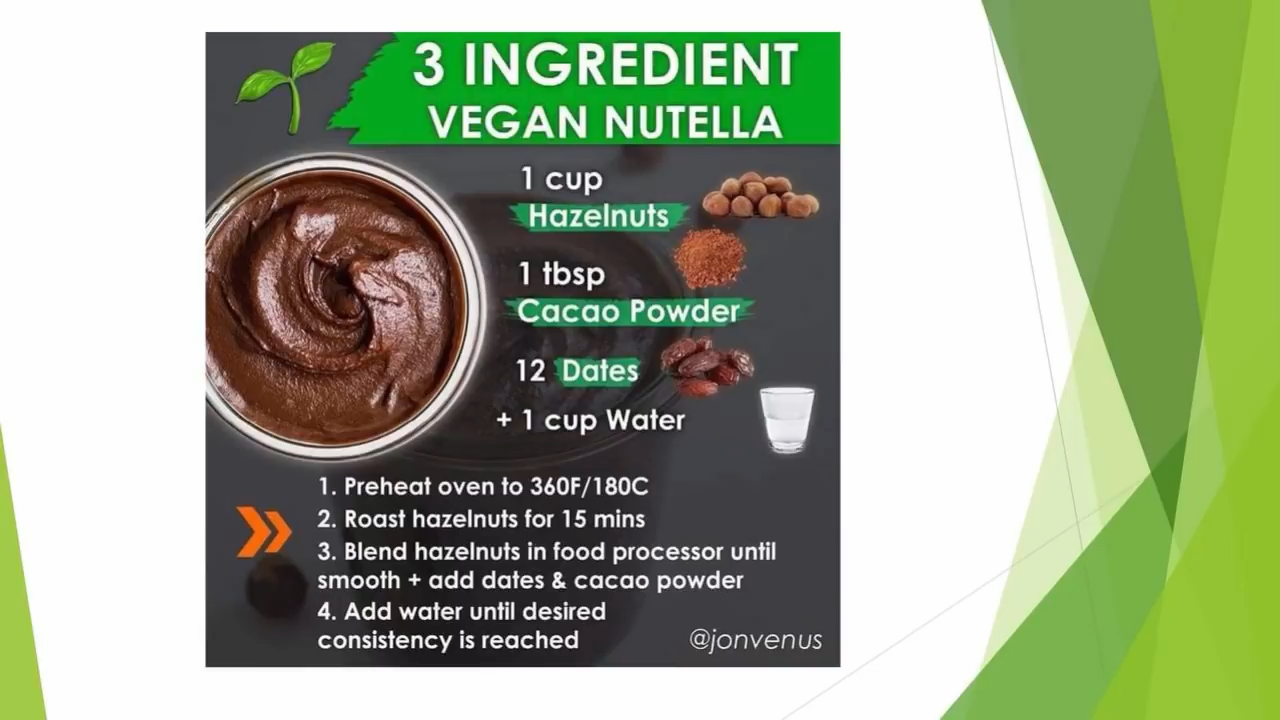 3 INGREDIENT
VEGAN NUTELLA
1 cup
Hazelnuts
1 tbsp
Cacao Powder
12 Dates
+ 1 cup Water
1. Preheat oven to 360F/180C
2. Roast hazelnuts for 15 mins
3. Blend hazelnuts in food processor until
smooth + add dates & cacao powder
4. Add water until desired
consistency is reached
@jonvenus